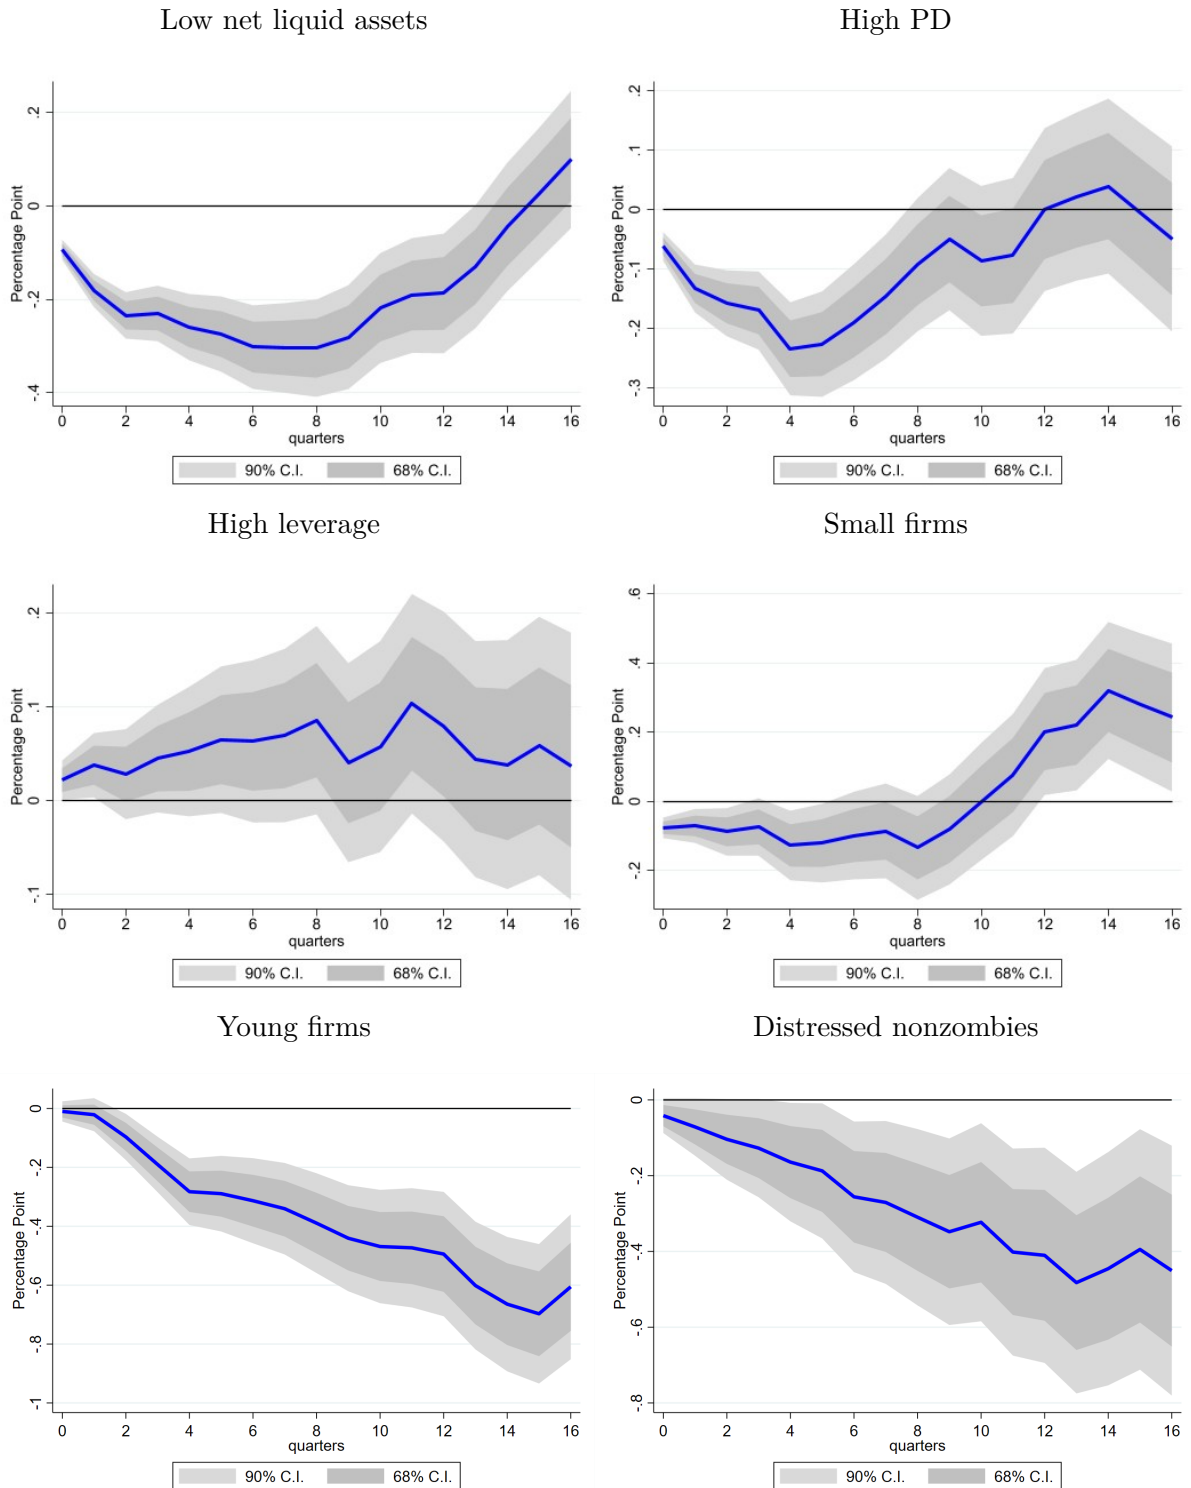 Low net liquid assets
Percentage Point
.2
0
-.2
-.4
0 2 4 6 8 10 12 14 16
quarters
90% C.I. 68% C.I.
High PD
Percentage Point
.2
.1
0
-.1
-.2
-.3
0 2 4 6 8 10 12 14 16
quarters
90% C.I. 68% C.I.
High leverage
Percentage Point
.2
.1
0
-.1
0 2 4 6 8 10 12 14 16
quarters
90% C.I. 68% C.I.
Small firms
Percentage Point
.6
.4
.2
0
-.2
0 2 4 6 8 10 12 14 16
quarters
90% C.I. 68% C.I.
Young firms
Percentage Point
0
-.2
-.4
-.6
-.8
-1
0 2 4 6 8 10 12 14 16
quarters
90% C.I. 68% C.I.
Distressed nonzombies
Percentage Point
0
-.2
-.4
-.6
-.8
0 2 4 6 8 10 12 14 16
quarters
90% C.I. 68% C.I.